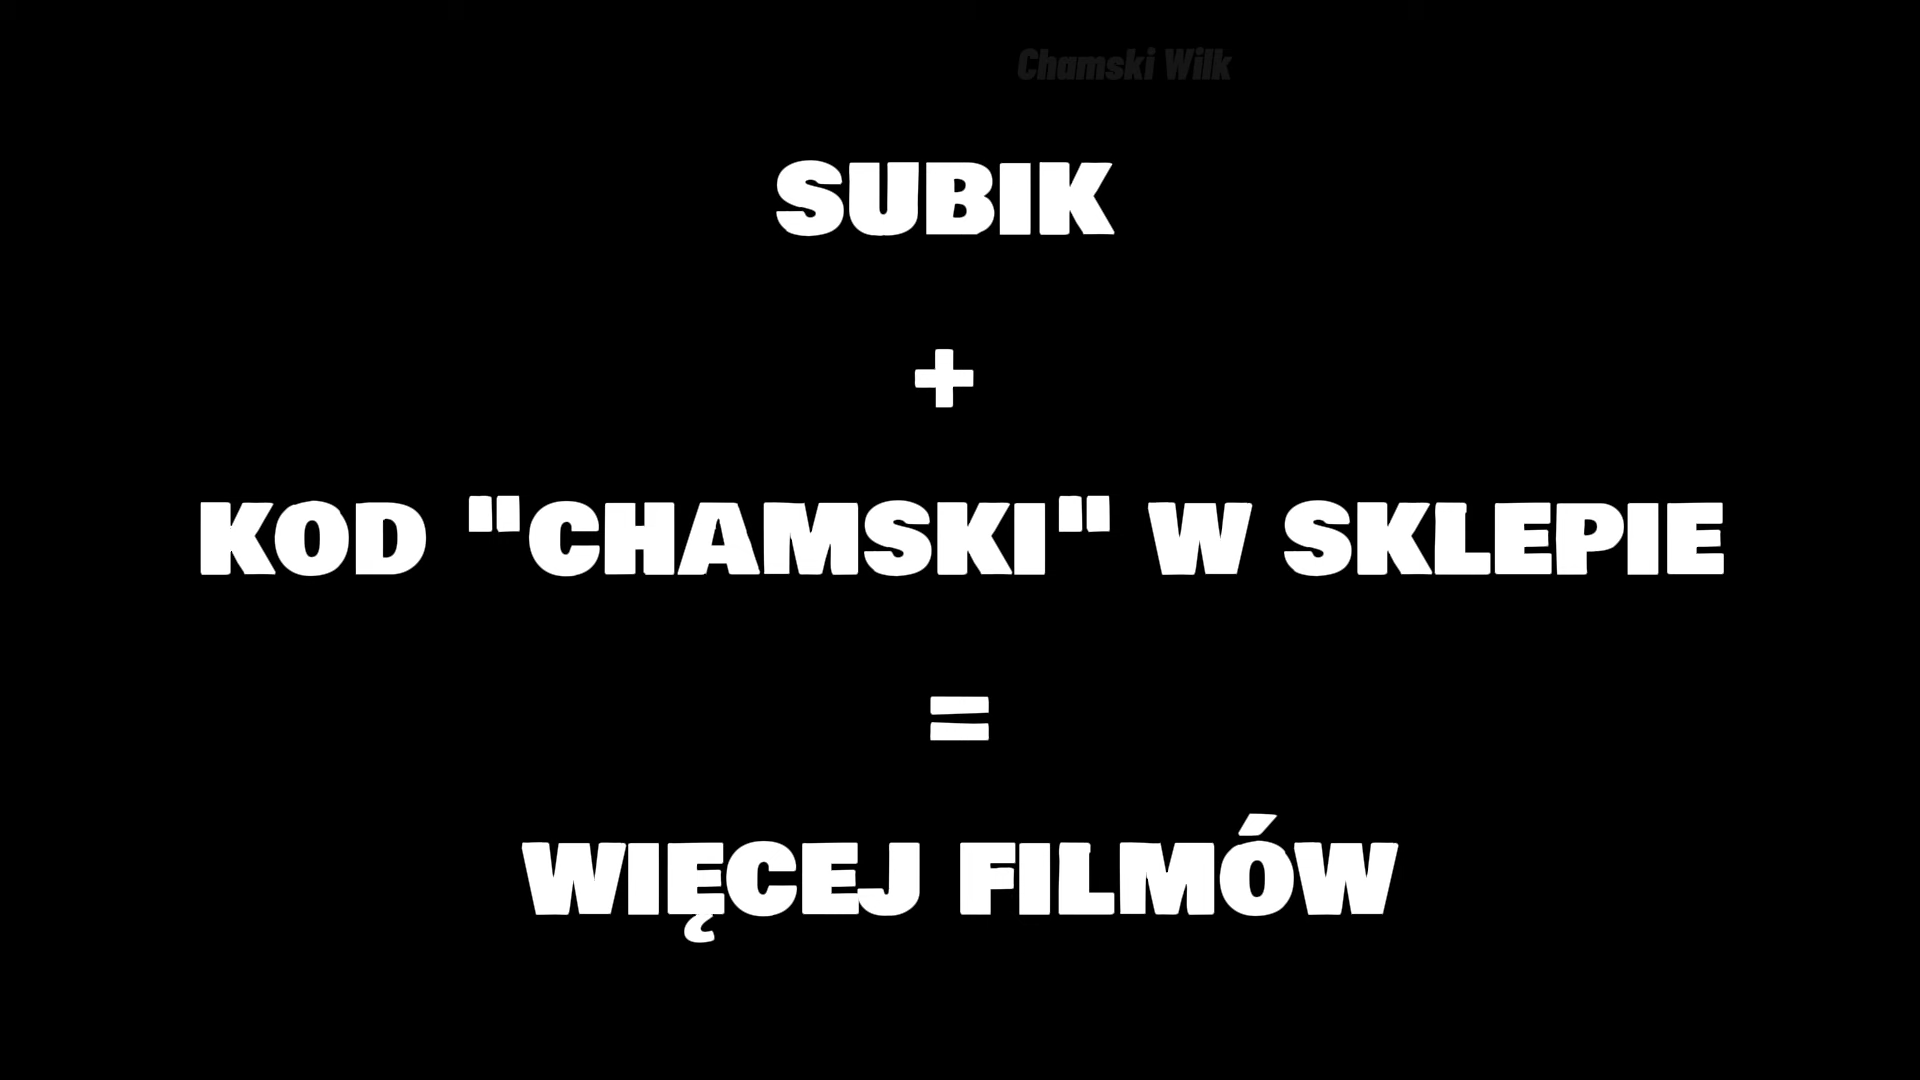 Chamski Wilk
SUBIK
+
KOD "CHAMSKI" W SKLEPIE
=
WIĘCEJ FILMÓW